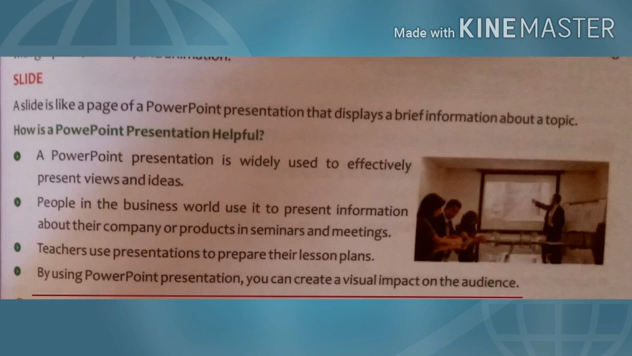 Made with KINEMASTER
animation.
SLIDE
A slide is like a page of a PowerPoint presentation that displays a brief information about a topic.
How is a PowePoint Presentation Helpful?
A PowerPoint presentation is widely used to effectively
present views and ideas.
People in the business world use it to present information
about their company or products in seminars and meetings.
Teachers use presentations to prepare their lesson plans.
By using PowerPoint presentation, you can create a visual impact on the audience.